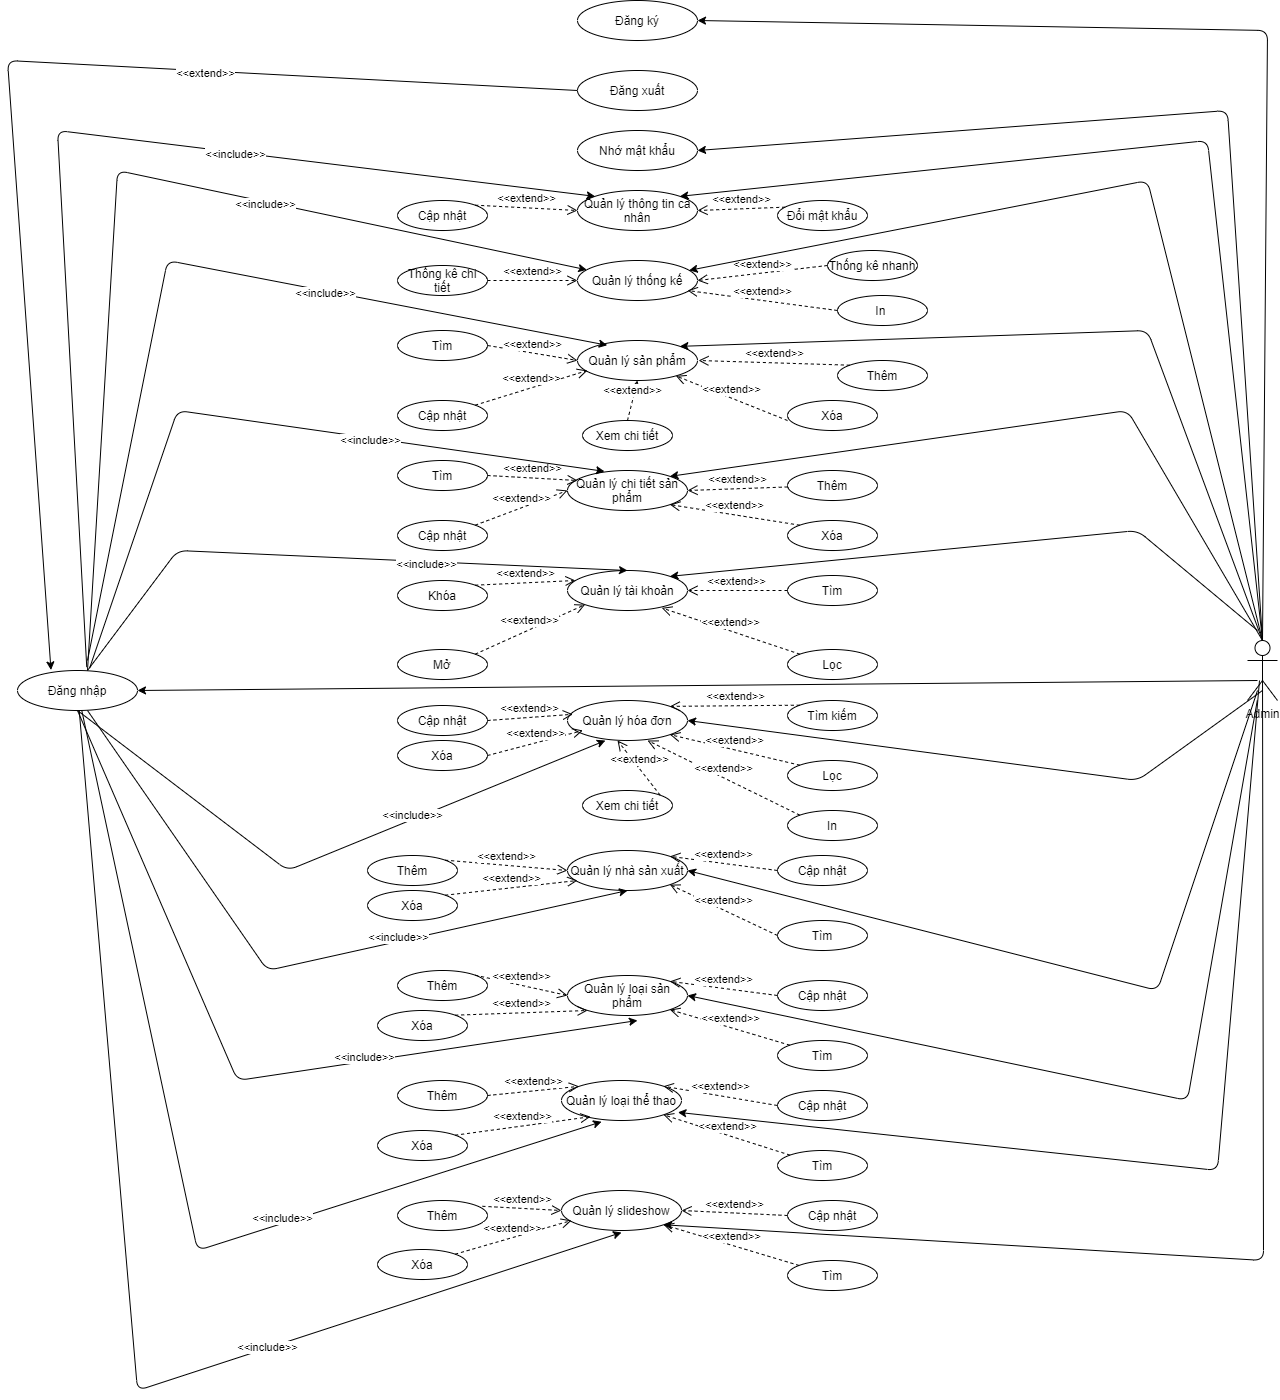 Đăng ký
<<extend>>
Đăng xuất
Nhớ mật khẩu
<<include>>
<<extend>>
<<extend>>
Cập nhật
Quản lý thông tin cá
nhân
Đổi mật khẩu
<<include>>
<<extend>>
<<extend>>
Thống kê chi
tiết
Quản lý thống kế
Thống kê nhanh
<<extend>>
In
<<include>>
Tìm
<<extend>>
<<extend>>
Quản lý sản phẩm
Thêm
<<extend>>
<<extend>>
<<extend>>
Cập nhật
Xem chi tiết
Xóa
<<include>>
Tìm
<<extend>>
<<extend>>
Quản lý chi tiết sản
phẩm
Thêm
<<extend>>
<<extend>>
Cập nhật
Xóa
<<include>>
<<extend>>
<<extend>>
Khóa
Quản lý tài khoản
Tìm
<<extend>>
<<extend>>
Mở
Lọc
Đăng nhập
Admin
Cập nhật
<<extend>>
<<extend>>
Quản lý hóa đơn
Tìm kiếm
Xóa
<<extend>>
<<extend>>
<<extend>>
<<extend>>
Lọc
Xem chi tiết
<<include>>
In
<<extend>>
<<extend>>
Thêm
Quản lý nhà sản xuất
Cập nhật
<<extend>>
<<extend>>
Xóa
<<include>>
Tìm
<<extend>>
<<extend>>
Thêm
Quản lý loại sản
phẩm
Cập nhật
<<extend>>
<<extend>>
Xóa
<<include>>
Tìm
<<extend>>
<<extend>>
Thêm
Quản lý loại thể thao
Cập nhật
<<extend>>
<<extend>>
Xóa
Tìm
<<include>>
<<extend>>
<<extend>>
Thêm
Quản lý slideshow
Cập nhật
<<extend>>
<<extend>>
Xóa
Tìm
<<include>>